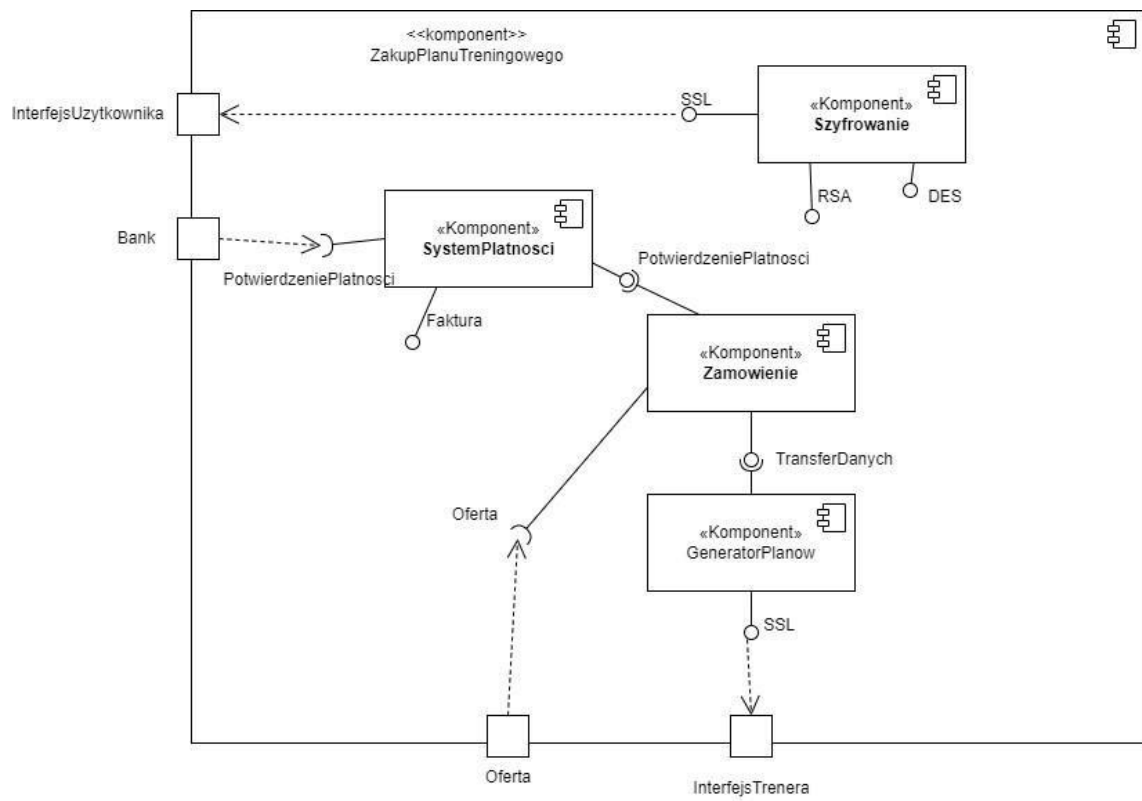 <<komponent>>
ZakupPlanuTreningowego
InterfejsUzytkownika
SSL
«Komponent»
Szyfrowanie
RSA
DES
Bank
PotwierdzeniePlatnosci
«Komponent»
SystemPlatnosci
PotwierdzeniePlatnosci
Faktura
«Komponent»
Zamowienie
TransferDanych
Oferta
«Komponent»
GeneratorPlanow
SSL
Oferta
InterfejsTrenera